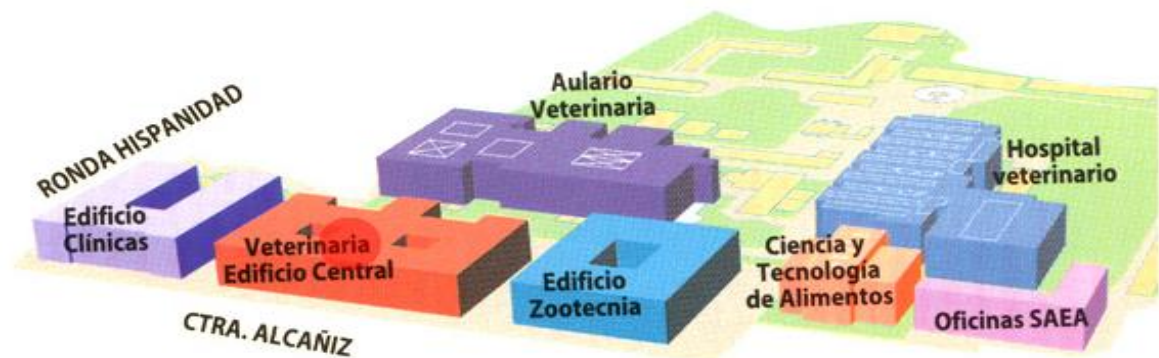 RONDA HISPANIDAD
Aulario
Veterinaria
Hospital
veterinario
Edificio
Clínicas
Veterinaria
Edificio Central
Edificio
Zootecnia
Ciencia y
Tecnología
de Alimentos
Oficinas SAEA
CTRA. ALCAÑIZ